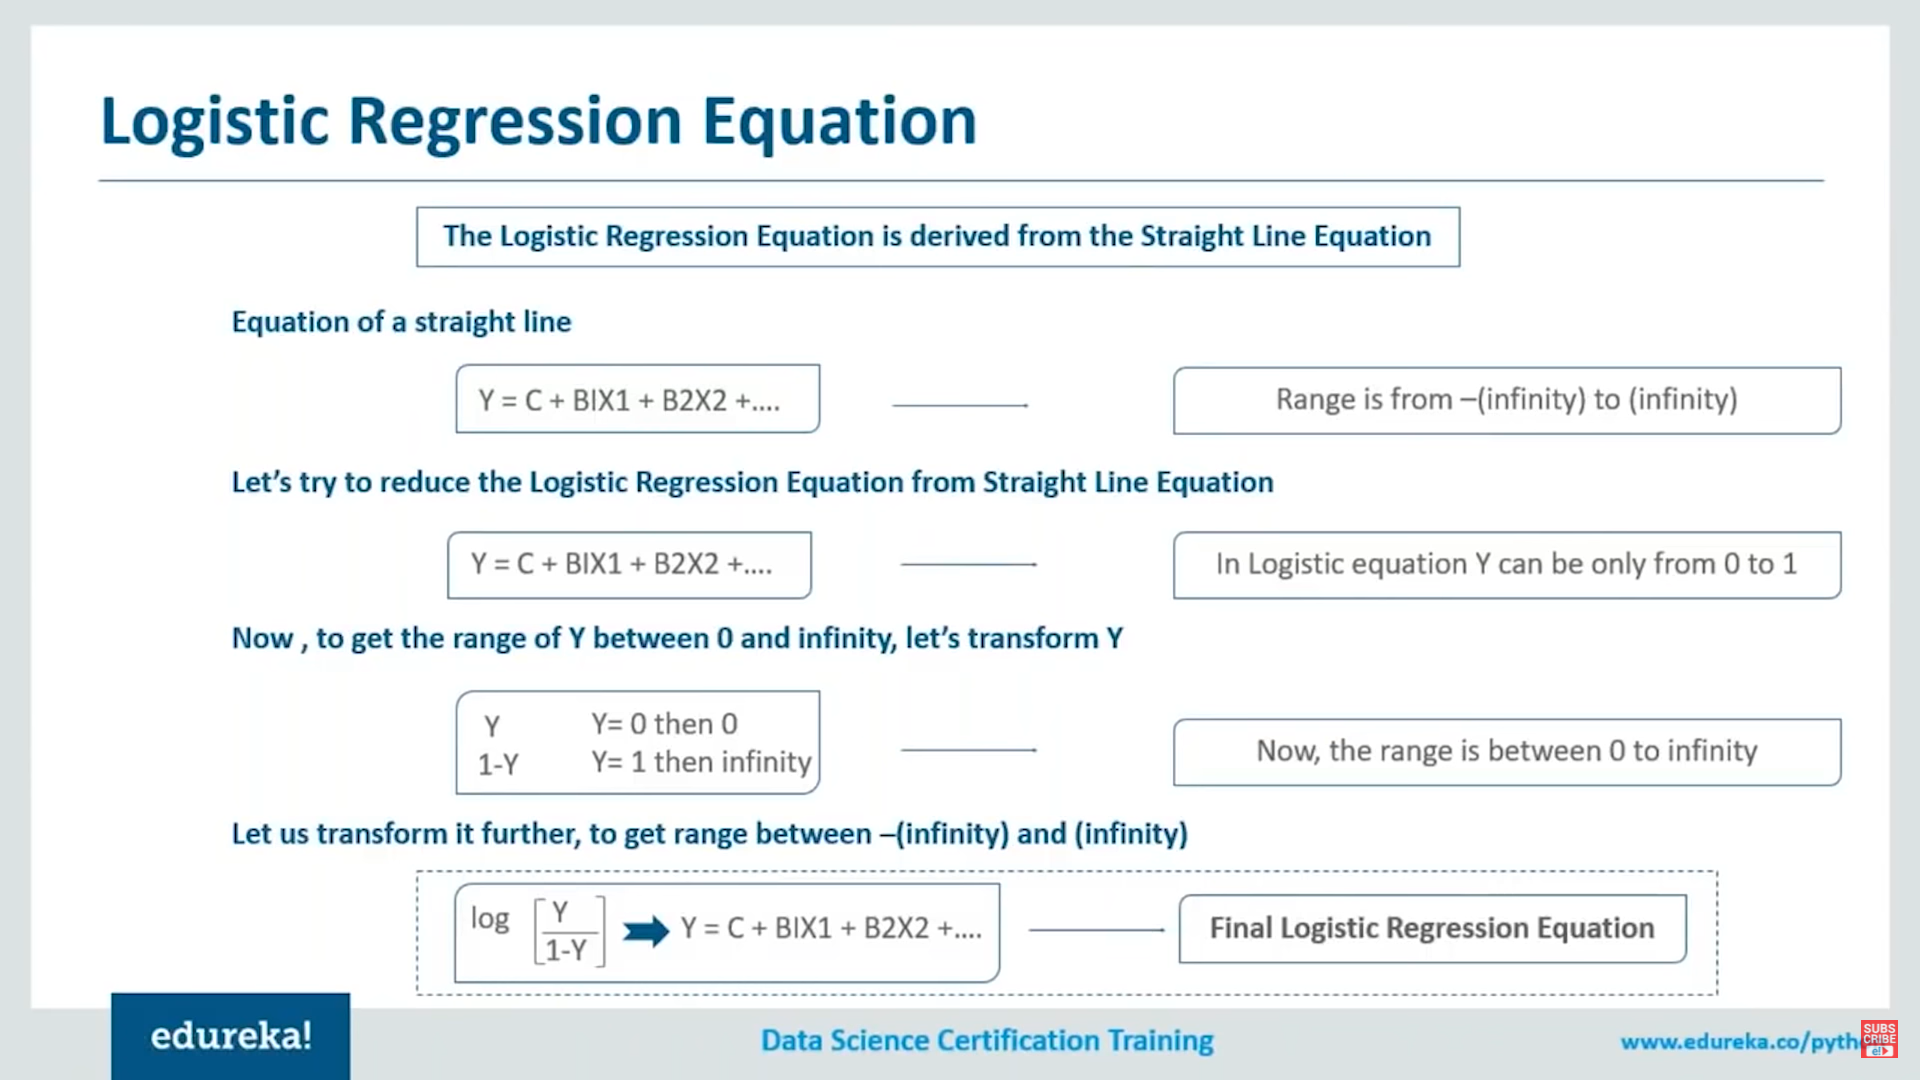 Logistic Regression Equation
The Logistic Regression Equation is derived from the Straight Line Equation
Equation of a straight line
Y = C + BIX1 + B2X2 +....
Range is from –(infinity) to (infinity)
Let's try to reduce the Logistic Regression Equation from Straight Line Equation
Y = C + BIX1 + B2X2 +....
In Logistic equation Y can be only from 0 to 1
Now , to get the range of Y between 0 and infinity, let's transform Y
Y Y= 0 then 0
1-Y Y= 1 then infinity
Now, the range is between 0 to infinity
Let us transform it further, to get range between –(infinity) and (infinity)
log [Y
1-Y] Y = C + BIX1 + B2X2 +....
Final Logistic Regression Equation
edureka!
Data Science Certification Training
www.edureka.co/pyth
SUBS
CRIBE
e!